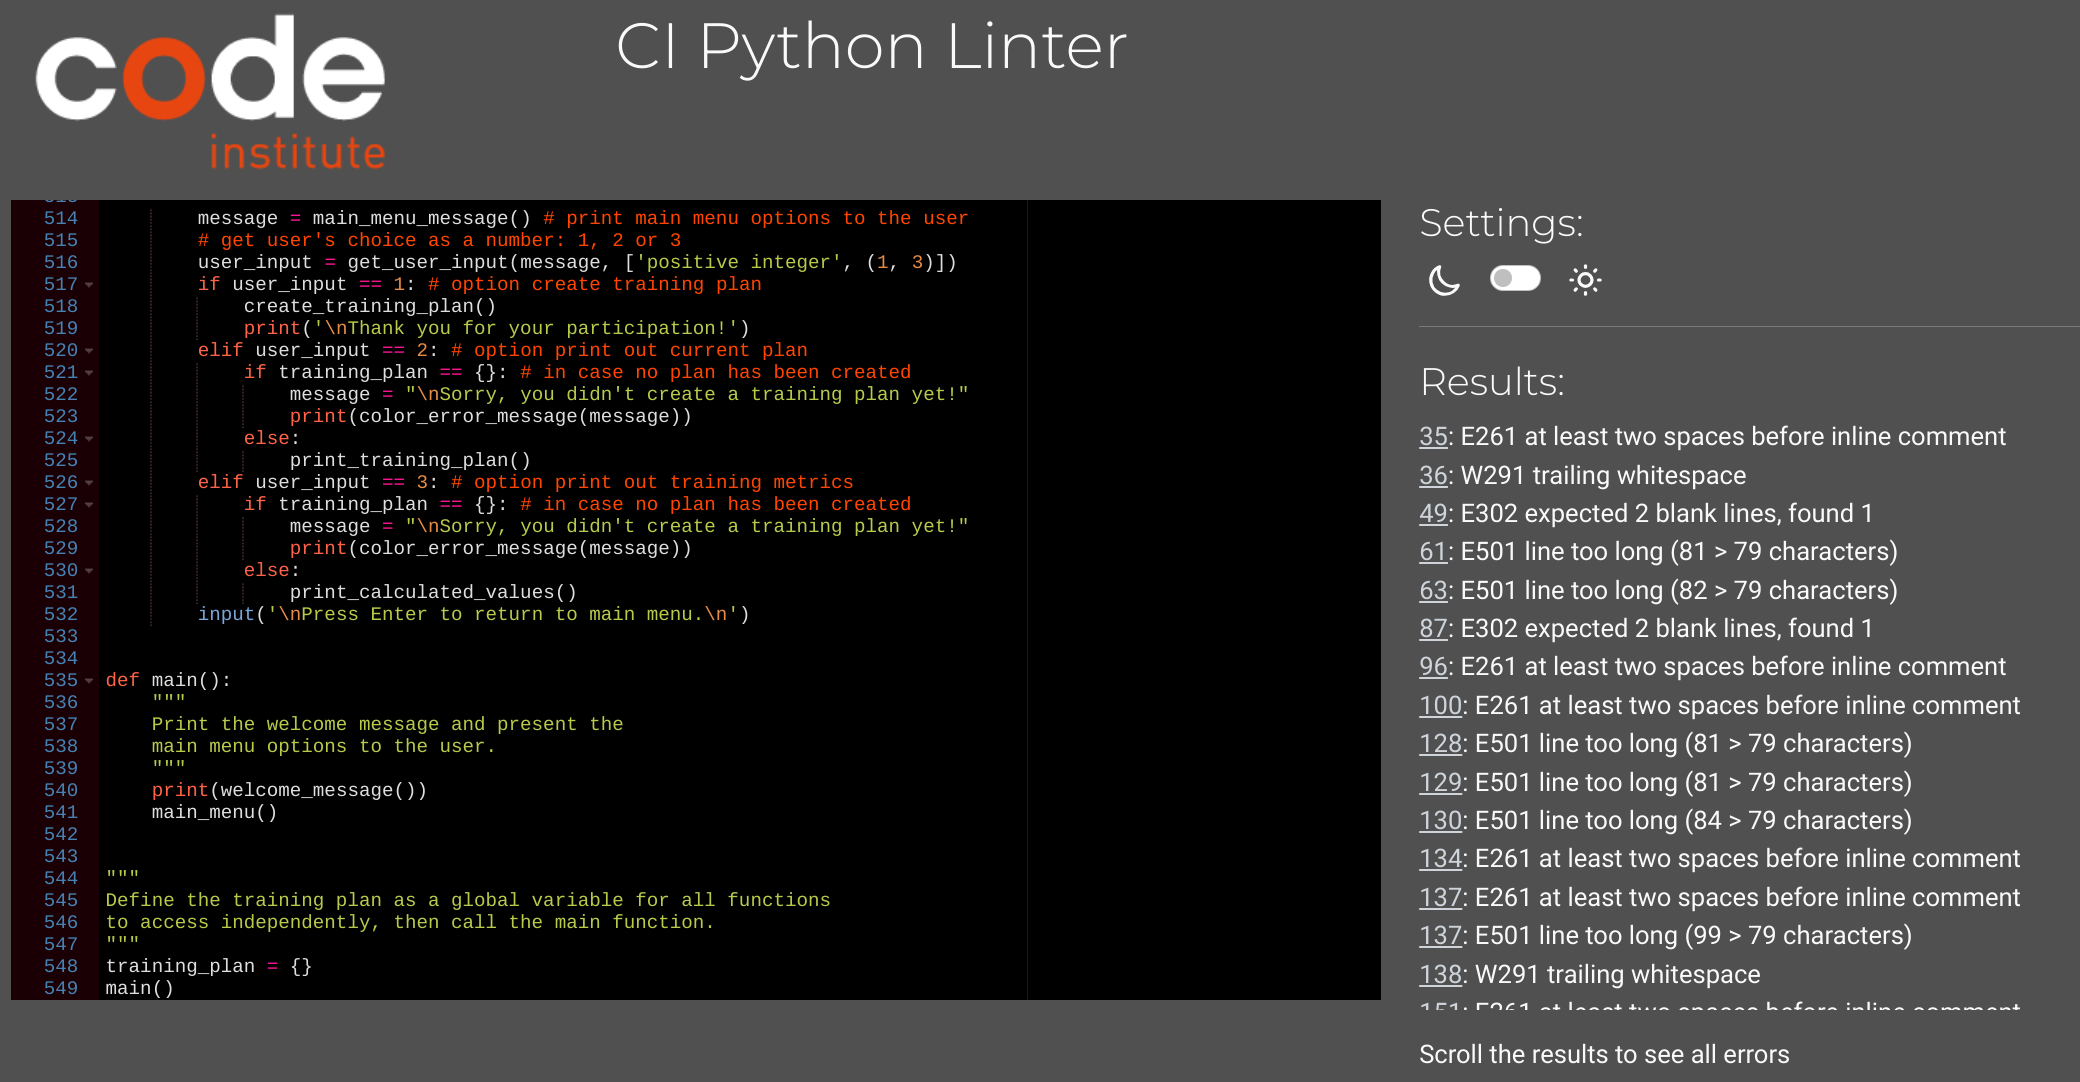 code
institute
CI Python Linter
514 message = main_menu_message() # print main menu options to the user
515 # get user's choice as a number: 1, 2 or 3
516 user_input = get_user_input(message, ['positive integer', (1, 3)])
517 if user_input == 1: # option create training plan
518 create_training_plan()
519 print('\nThank you for your participation!')
520 elif user_input == 2: # option print out current plan
521 if training_plan == {}: # in case no plan has been created
522 message = "\nSorry, you didn't create a training plan yet!"
523 print(color_error_message(message))
524 else:
525 print_training_plan()
526 elif user_input == 3: # option print out training metrics
527 if training_plan == {}: # in case no plan has been created
528 message = "\nSorry, you didn't create a training plan yet!"
529 print(color_error_message(message))
530 else:
531 print_calculated_values()
532 input('\nPress Enter to return to main menu.\n')
533
534
535 def main():
536 """
537 Print the welcome message and present the
538 main menu options to the user.
539 """
540 print(welcome_message())
541 main_menu()
542
543
544 """
545 Define the training plan as a global variable for all functions
546 to access independently, then call the main function.
547 """
548 training_plan = {}
549 main()
Settings:
Results:
35: E261 at least two spaces before inline comment
36: W291 trailing whitespace
49: E302 expected 2 blank lines, found 1
61: E501 line too long (81 > 79 characters)
63: E501 line too long (82 > 79 characters)
87: E302 expected 2 blank lines, found 1
96: E261 at least two spaces before inline comment
100: E261 at least two spaces before inline comment
128: E501 line too long (81 > 79 characters)
129: E501 line too long (81 > 79 characters)
130: E501 line too long (84 > 79 characters)
134: E261 at least two spaces before inline comment
137: E261 at least two spaces before inline comment
137: E501 line too long (99 > 79 characters)
138: W291 trailing whitespace
151: E261 at least two spaces before inline comment
Scroll the results to see all errors